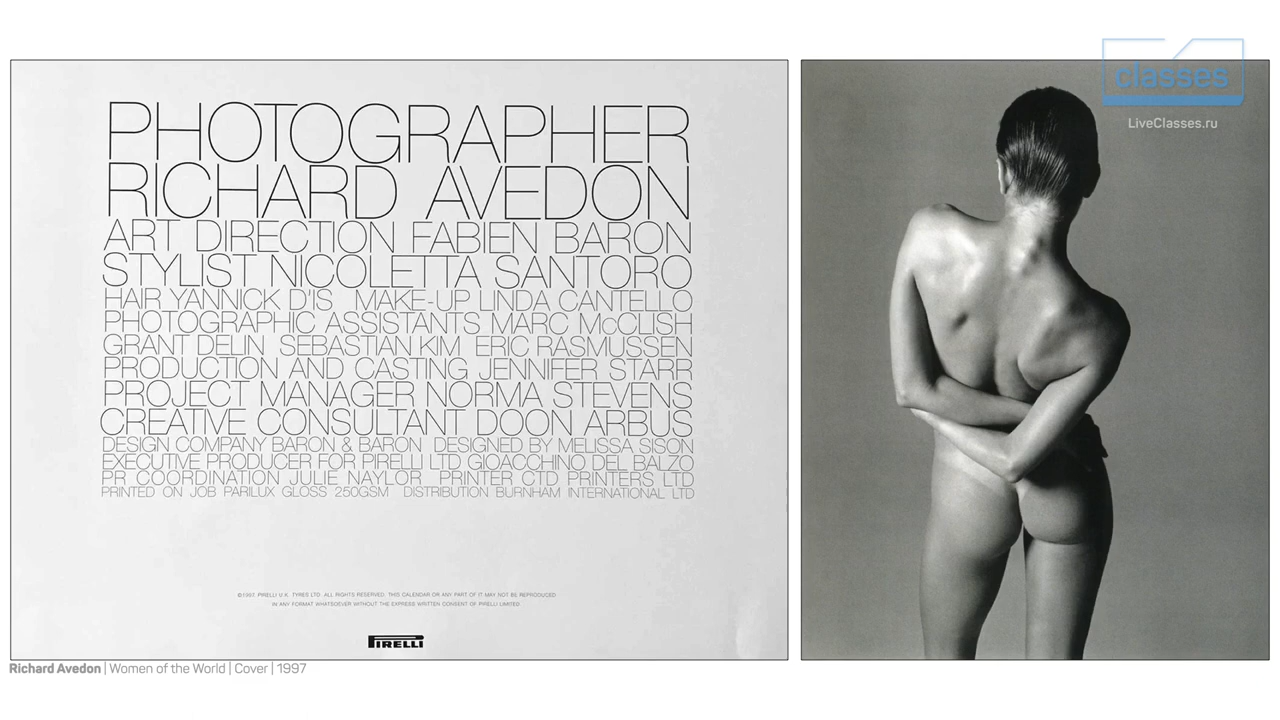 PHOTOGRAPHER
RICHARD AVEDON
ART DIRECTION FABIEN BARON
STYLIST NICOLETTA SANTORO
HAIR YANNICK D'IS MAKE-UP LINDA CANTELLO
PHOTOGRAPHIC ASSISTANTS MARC McCLISH
GRANT DELIN SEBASTIAN KIM ERIC RASMUSSEN
PRODUCTION AND CASTING JENNIFER STARR
PROJECT MANAGER NORMA STEVENS
CREATIVE CONSULTANT DOON ARBUS
DESIGN COMPANY BARON & BARON DESIGNED BY MELISSA SISON
EXECUTIVE PRODUCER FOR PIRELLI LTD GIOACCHINO DEL BALZO
PR COORDINATION JULIE NAYLOR PRINTER CTD PRINTERS LTD
PRINTED ON JOB PARILUX GLOSS 250GSM DISTRIBUTION BURNHAM INTERNATIONAL LTD
©1997. PIRELLI U.K. TYRES LTD. ALL RIGHTS RESERVED, THIS CALENDAR OR ANY PART OF IT MAY NOT BE REPRODUCED
IN ANY FORMAT WHATSOEVER WITHOUT THE EXPRESS WRITTEN CONSENT OF PIRELLI LIMITED
PIRELLI
Richard Avedon | Women of the World | Cover | 1997
classes
LiveClasses.ru